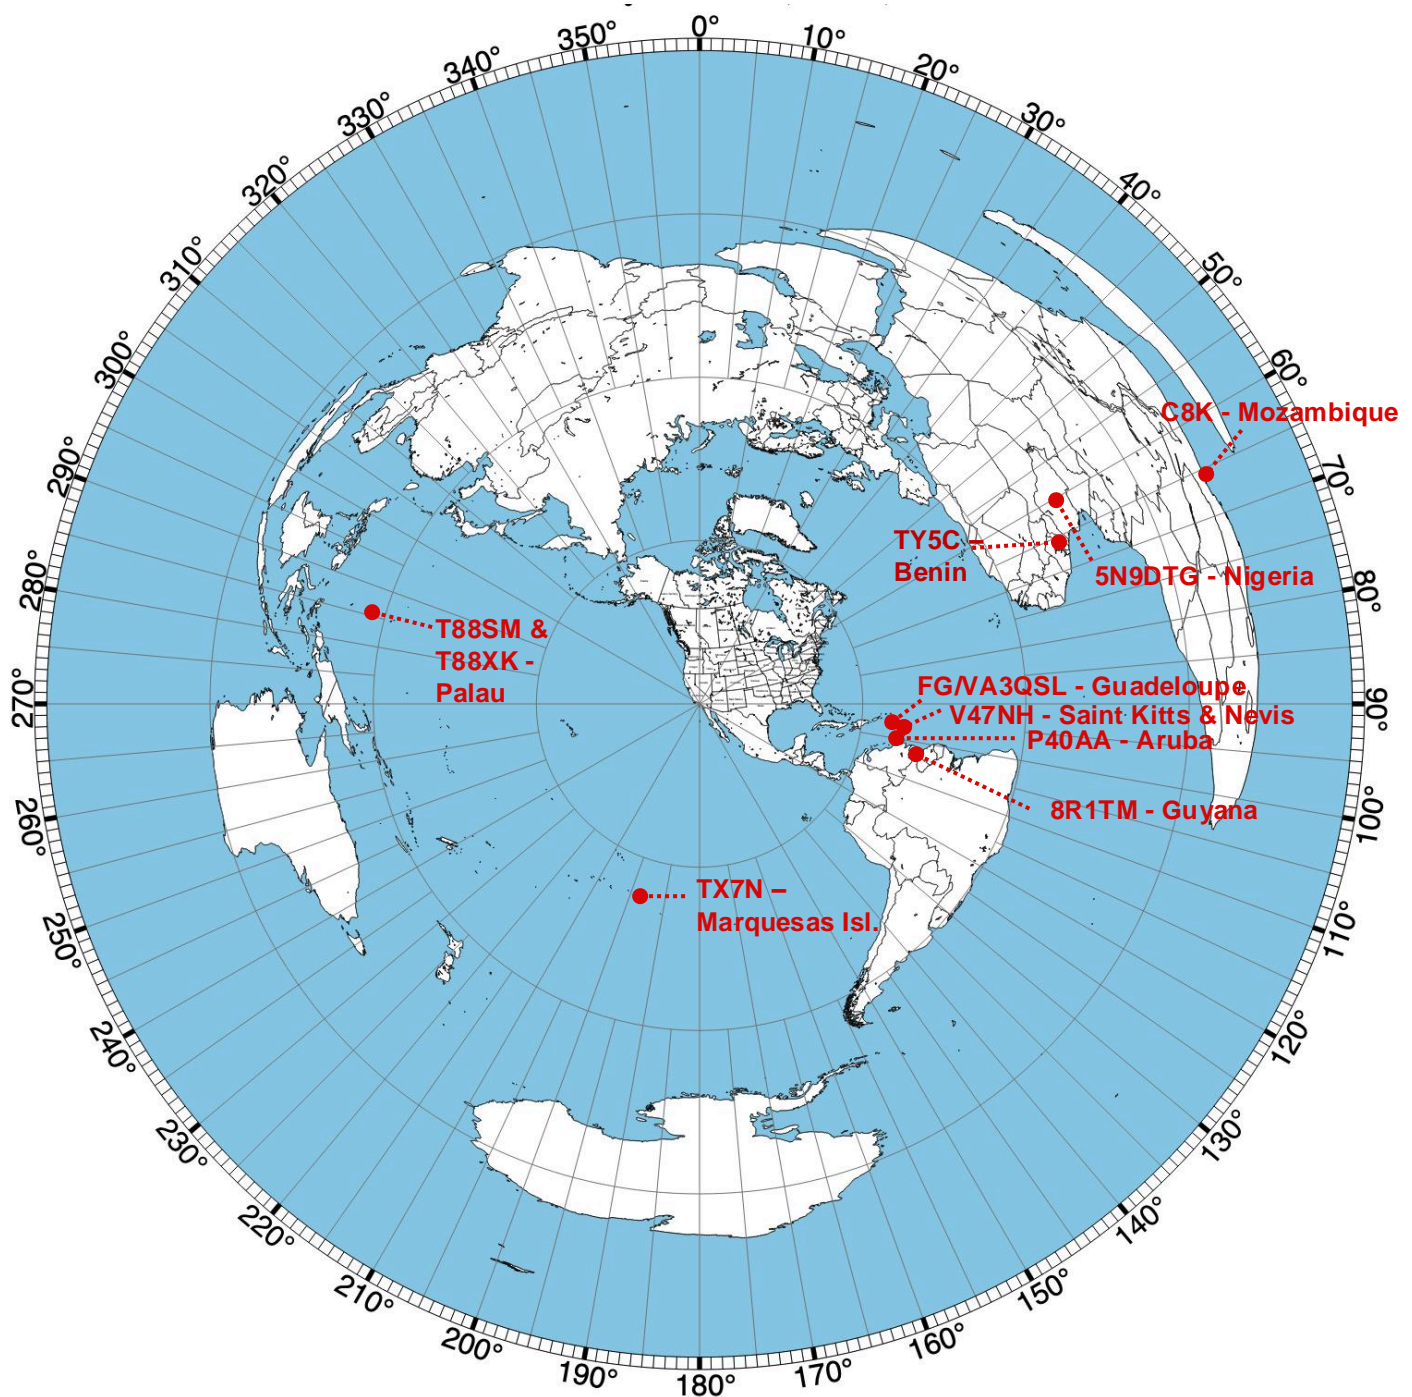 0°
10°
20°
30°
40°
50°
60°
70°
80°
90°
100°
110°
120°
130°
140°
150°
160°
170°
180°
190°
200°
210°
220°
230°
240°
250°
260°
270°
280°
290°
300°
310°
320°
330°
340°
350°
C8K - Mozambique
TY5C –
Benin
5N9DTG - Nigeria
T88SM &
T88XK -
Palau
FG/VA3QSL - Guadeloupe
V47NH - Saint Kitts & Nevis
P40AA - Aruba
8R1TM - Guyana
TX7N –
Marquesas Isl.